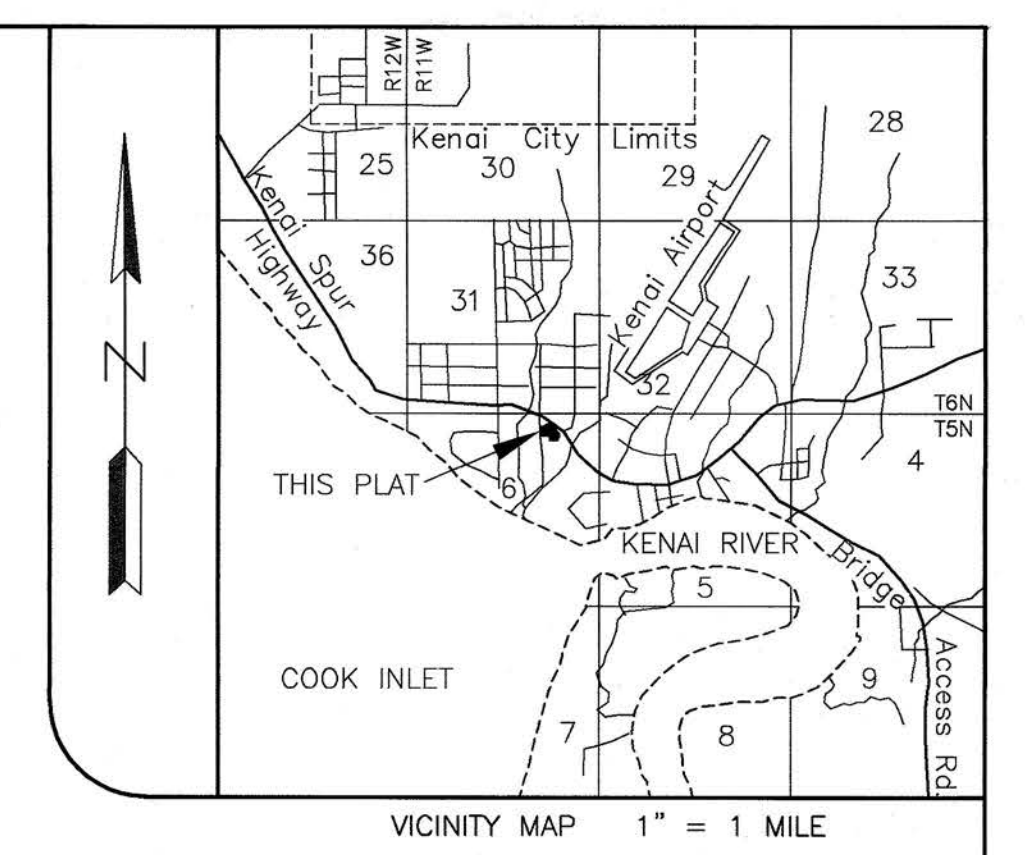 R12W
R11W
Kenai City Limits
28
25
30
29
Kenai Spur
Highway
Kenai Airport
36
31
33
32
T6N
T5N
4
THIS PLAT
6
N
KENAI RIVER
Bridge
5
COOK INLET
9
Access Rd.
7
8
VICINITY MAP 1" = 1 MILE